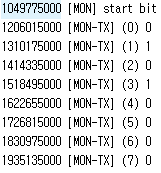 1049775000 [MON] start bit
1206015000 [MON-TX] (0) 0
1310175000 [MON-TX] (1) 1
1414335000 [MON-TX] (2) 0
1518495000 [MON-TX] (3) 1
1622655000 [MON-TX] (4) 0
1726815000 [MON-TX] (5) 0
1830975000 [MON-TX] (6) 0
1935135000 [MON-TX] (7) 0